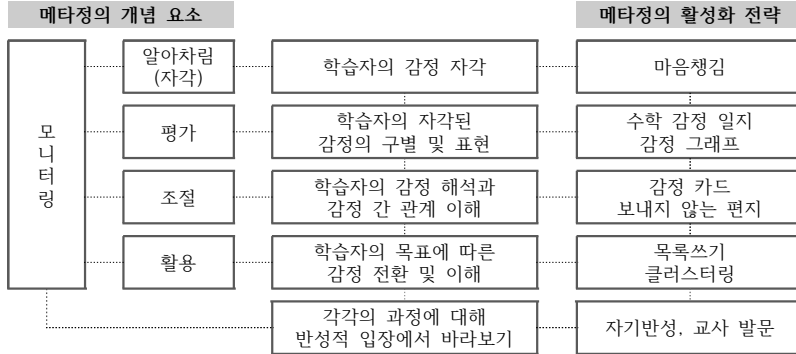 메타정의 개념 요소
메타정의 활성화 전략
모니터링
알아차림
(자각)
학습자의 감정 자각
마음챙김
평가
학습자의 자각된
감정의 구별 및 표현
수학 감정 일지
감정 그래프
조절
학습자의 감정 해석과
감정 간 관계 이해
감정 카드
보내지 않는 편지
활용
학습자의 목표에 따른
감정 전환 및 이해
목록쓰기
클러스터링
각각의 과정에 대해
반성적 입장에서 바라보기
자기반성, 교사 발문